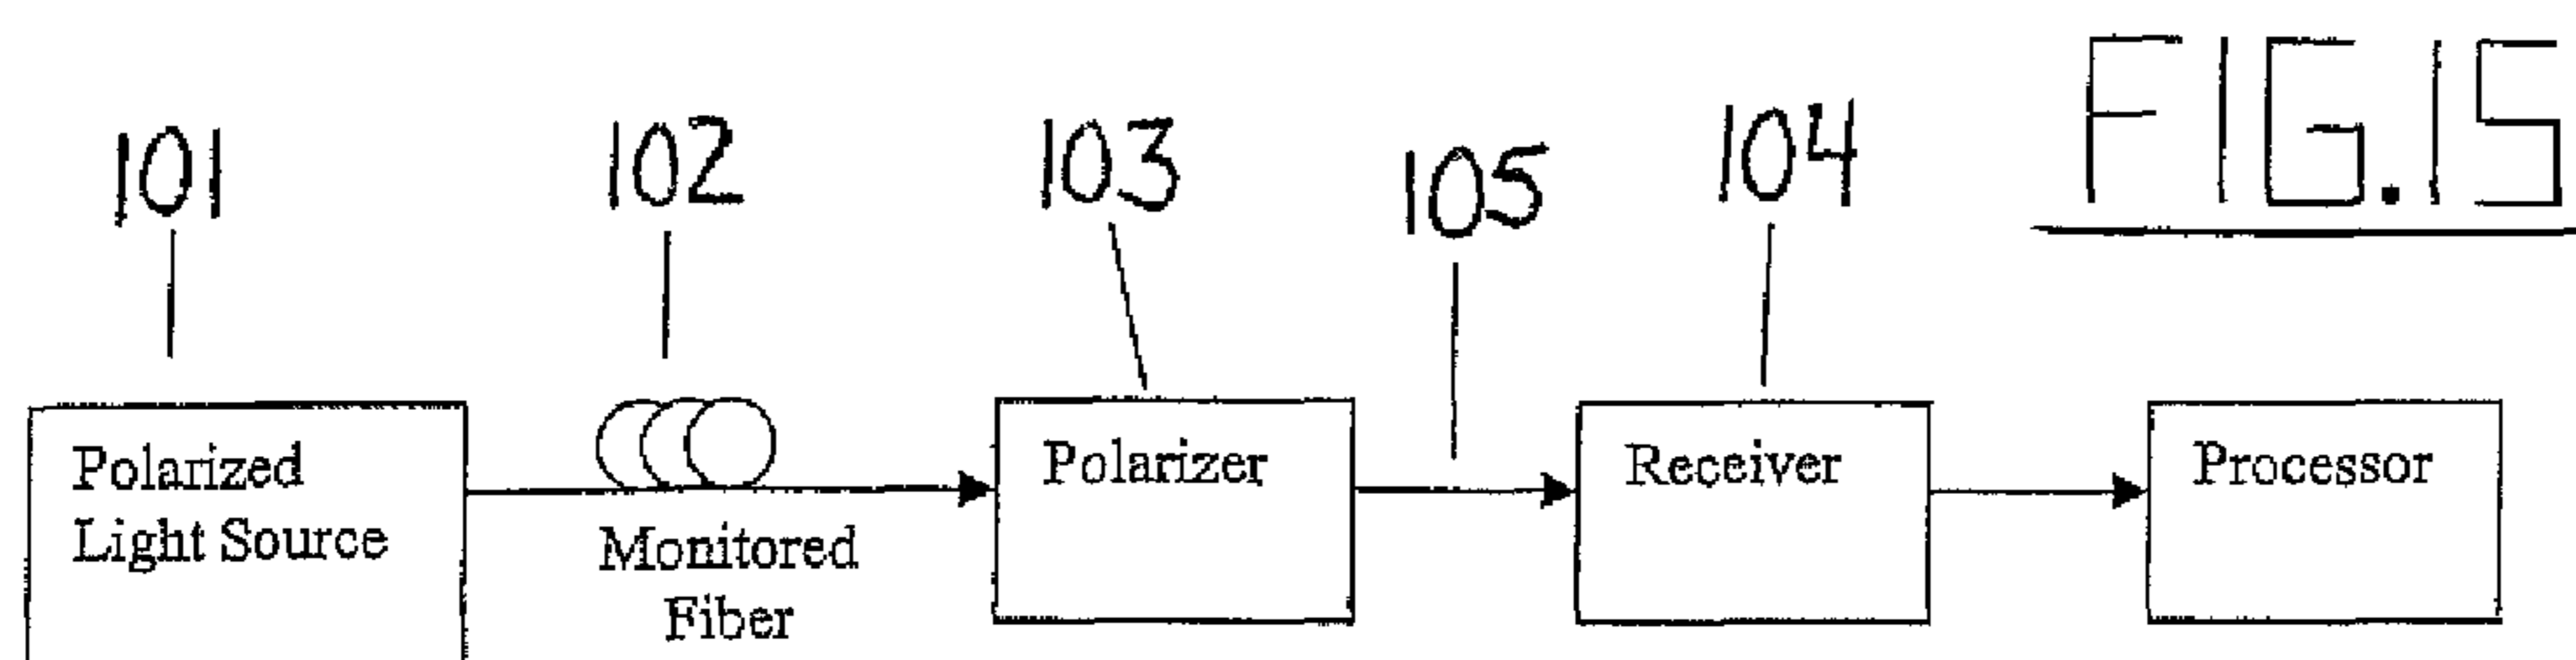 FIG.15
101
102
103
105
104
Polarized
Light Source
Monitored
Fiber
Polarizer
Receiver
Processor